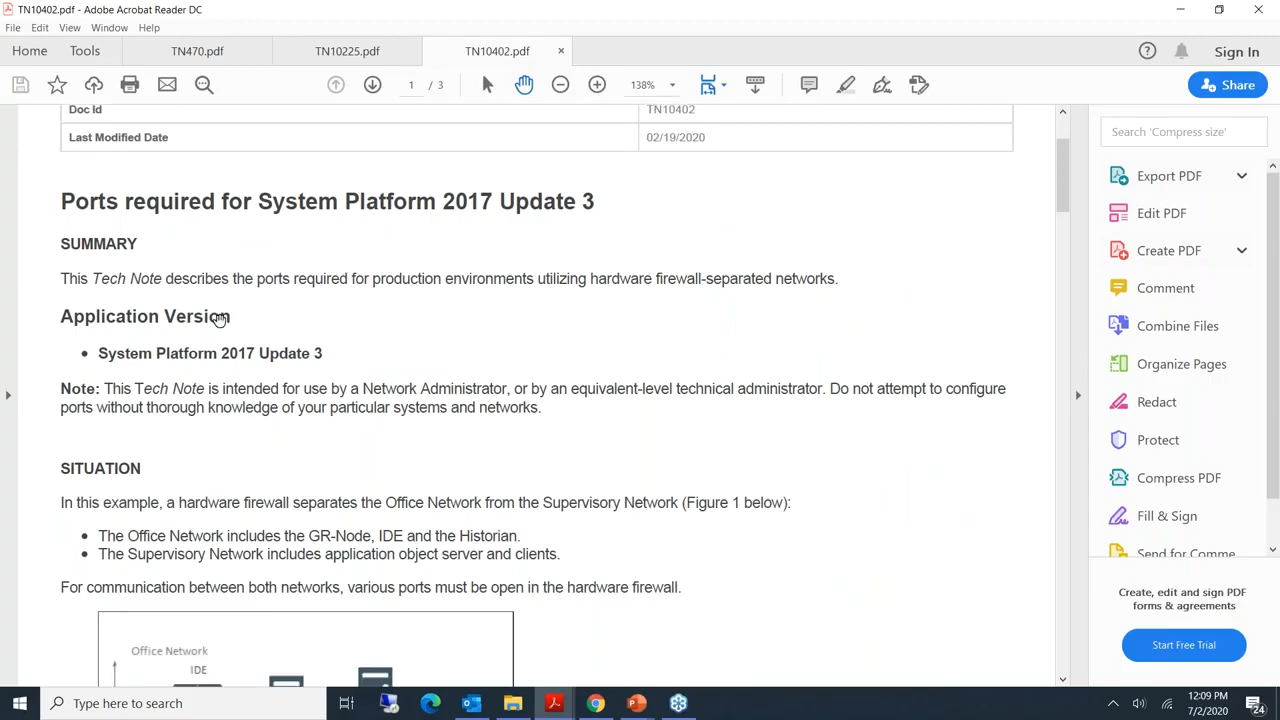 TN10402.pdf - Adobe Acrobat Reader DC
File Edit View Window Help
Home Tools TN470.pdf TN10225.pdf TN10402.pdf × Sign In
1 / 3 138% Share
Doc Id TN10402
Last Modified Date 02/19/2020
Ports required for System Platform 2017 Update 3
SUMMARY
This Tech Note describes the ports required for production environments utilizing hardware firewall-separated networks.
Application Version
• System Platform 2017 Update 3
Note: This Tech Note is intended for use by a Network Administrator, or by an equivalent-level technical administrator. Do not attempt to configure
ports without thorough knowledge of your particular systems and networks.
SITUATION
In this example, a hardware firewall separates the Office Network from the Supervisory Network (Figure 1 below):
• The Office Network includes the GR-Node, IDE and the Historian.
• The Supervisory Network includes application object server and clients.
For communication between both networks, various ports must be open in the hardware firewall.
Office Network
IDE
Search 'Compress size'
Export PDF
Edit PDF
Create PDF
Comment
Combine Files
Organize Pages
Redact
Protect
Compress PDF
Fill & Sign
Send for Comme
Create, edit and sign PDF
forms & agreements
Start Free Trial
Type here to search
12:09 PM
7/2/2020
24